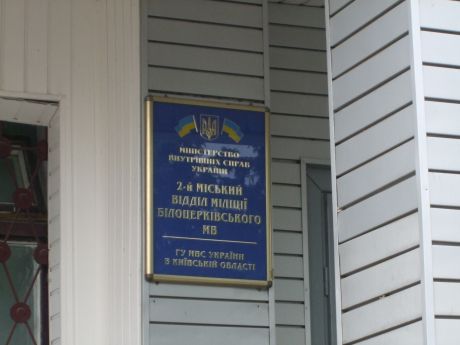 МІНІСТЕРСТВО
ВНУТРІШНІХ СПРАВ
УКРАЇНИ
2-й МІСЬКИЙ
ВІДДІЛ МІЛІЦІЇ
БІЛОЦЕРКІВСЬКОГО
МВ
ГУ МВС УКРАЇНИ
В КИЇВСЬКІЙ ОБЛАСТІ